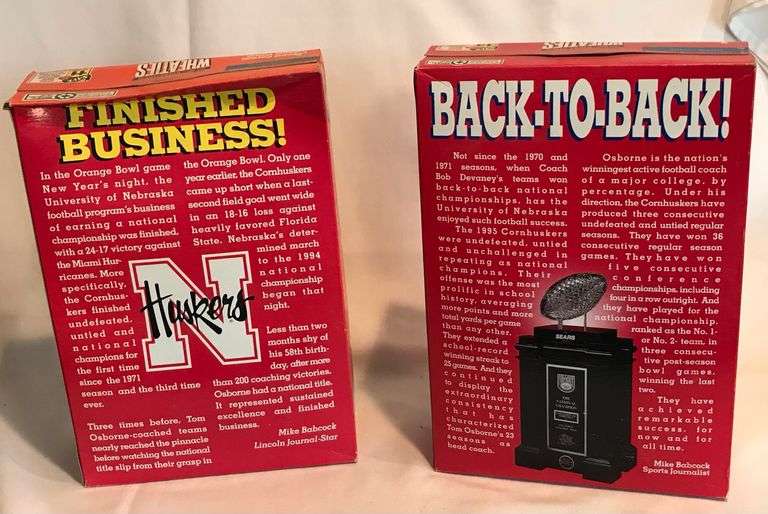 WHEATIES
FINISHED
BUSINESS!
In the Orange Bowl game
New Year's night, the
University of Nebraska
football program's business
of earning a national
championship was finished,
with a 24-17 victory against
the Miami Hur-
ricanes. More
specifically,
the Cornhus-
kers finished
undefeated,
untied and
national
champions for
the first time
since the 1971
season and the third time
ever.
Three times before, Tom
Osborne-coached teams
nearly reached the pinnacle
before watching the national
title slip from their grasp in
the Orange Bowl. Only one
year earlier, the Cornhuskers
came up short when a last-
second field goal went wide
in an 18-16 loss against
heavily favored Florida
State. Nebraska's deter-
mined march
to the 1994
national
championship
began that
night.
N
Huskers
Less than two
months shy of
his 58th birth-
day, after more
than 200 coaching victories,
Osborne had a national title.
It represented sustained
excellence and finished
business.
Mike Babcock
Lincoln Journal-Star
WHEATIES
BACK-TO-BACK!
Not since the 1970 and
1971 seasons, when Coach
Bob Devaney's teams won
back-to-back national
championships, has the
University of Nebraska
enjoyed such football success.
The 1995 Cornhuskers
were undefeated, untied
and unchallenged in
repeating as national
champions. Their
offense was the most
prolific in school
history, averaging
more points and more
total yards per game
than any other.
They extended a
school-record
winning streak to
25 games. And they
continued
to display the
extraordinary
consistency
that has
characterized
Tom Osborne's 23
seasons as
head coach.
Osborne is the nation's
winningest active football coach
of a major college, by
percentage. Under his
direction, the Cornhuskers have
produced three consecutive
undefeated and untied regular
seasons. They have won 36
consecutive regular season
games. They have won
five consecutive
conference
championships, including
four in a row outright. And
they have played for the
national championship,
ranked as the No. 1-
or No. 2- team, in
three consecu-
tive post-season
bowl games,
winning the last
two.
They have
achieved
remarkable
success, for
now and for
all time.
Mike Babcock
Sports Journalist
SEARS